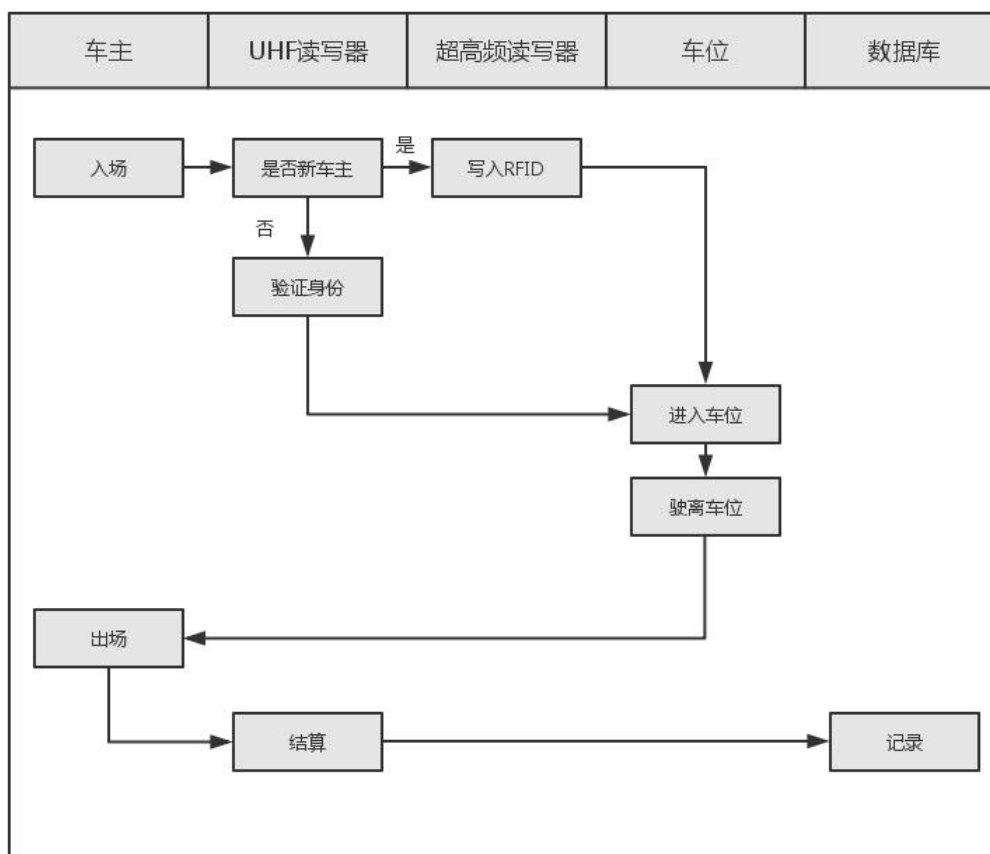 车主
UHF读写器
超高频读写器
车位
数据库
入场
是否新车主
是
写入RFID
否
验证身份
进入车位
驶离车位
出场
结算
记录